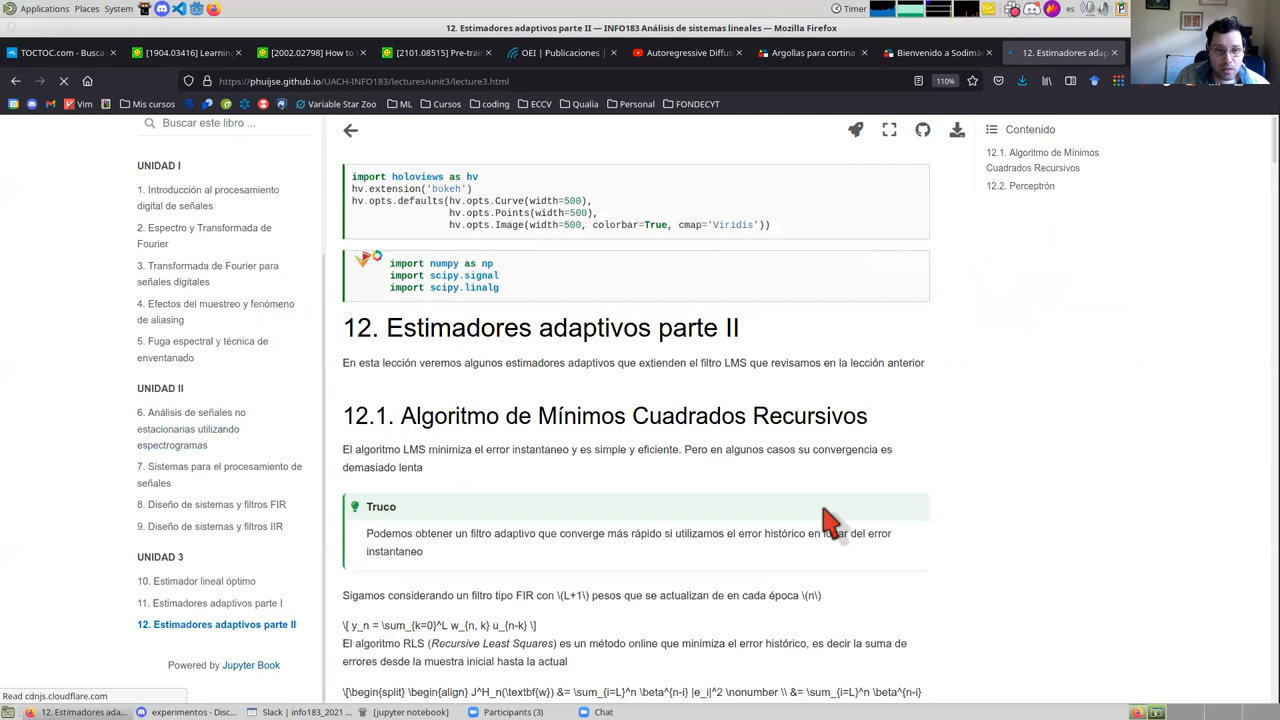 Applications Places System
Timer
es
12. Estimadores adaptivos parte II — INFO183 Análisis de sistemas lineales — Mozilla Firefox
TOCTOC.com - Busca
[1904.03416] Learnin
[2002.02798] How to
[2101.08515] Deriva
OEI | Publicaciones
Autoregressive Diffus
Argollas para cortina
Bienvenido a Sodima
12. Estimadores adap
https://phuijse.github.io/UACH-INFO183/lectures/unit3/lecture3.html
110%
Vim
Mis cursos
Variable Star Zoo
ML
Cursos
coding
ECCV
Qualia
Personal
FONDECYT
Buscar este libro ...
UNIDAD I
1. Introducción al procesamiento
digital de señales
2. Espectro y Transformada de
Fourier
3. Transformada de Fourier para
señales digitales
4. Efectos del muestreo y fenómeno
de aliasing
5. Fuga espectral y técnica de
enventanado
UNIDAD II
6. Análisis de señales no
estacionarias utilizando
espectrogramas
7. Sistemas para el procesamiento de
señales
8. Diseño de sistemas y filtros FIR
9. Diseño de sistemas y filtros IIR
UNIDAD 3
10. Estimador lineal óptimo
11. Estimadores adaptivos parte I
12. Estimadores adaptivos parte II
Powered by Jupyter Book
import holoviews as hv
hv.extension('bokeh')
hv.opts.defaults(hv.opts.Curve(width=500),
hv.opts.Points(width=500),
hv.opts.Image(width=500, colorbar=True, cmap='Viridis'))
import numpy as np
import scipy.signal
import scipy.linalg
12. Estimadores adaptivos parte II
En esta lección veremos algunos estimadores adaptivos que extienden el filtro LMS que revisamos en la lección anterior
12.1. Algoritmo de Mínimos Cuadrados Recursivos
El algoritmo LMS minimiza el error instantaneo y es simple y eficiente. Pero en algunos casos su convergencia es
demasiado lenta
Truco
Podemos obtener un filtro adaptivo que converge más rápido si utilizamos el error histórico en lugar del error
instantaneo
Sigamos considerando un filtro tipo FIR con \(L+1\) pesos que se actualizan de en cada época \(n\)
\[ y_n = \sum_{k=0}^L w_{n, k} u_{n-k} \]
El algoritmo RLS (Recursive Least Squares) es un método online que minimiza el error histórico, es decir la suma de
errores desde la muestra inicial hasta la actual
\[\begin{split} \begin{align} J^H_n(\textbf{w}) &= \sum_{i=L}^n \beta^{n-i} |e_i|^2 \nonumber \\ &= \sum_{i=L}^n \beta^{n-i}
Contenido
12.1. Algoritmo de Mínimos
Cuadrados Recursivos
12.2. Perceptrón
Read cdnjs.cloudflare.com
12. Estimadores ada...
experimentos - Disc...
Slack | info183_2021 ...
[jupyter notebook]
Participants (3)
Chat